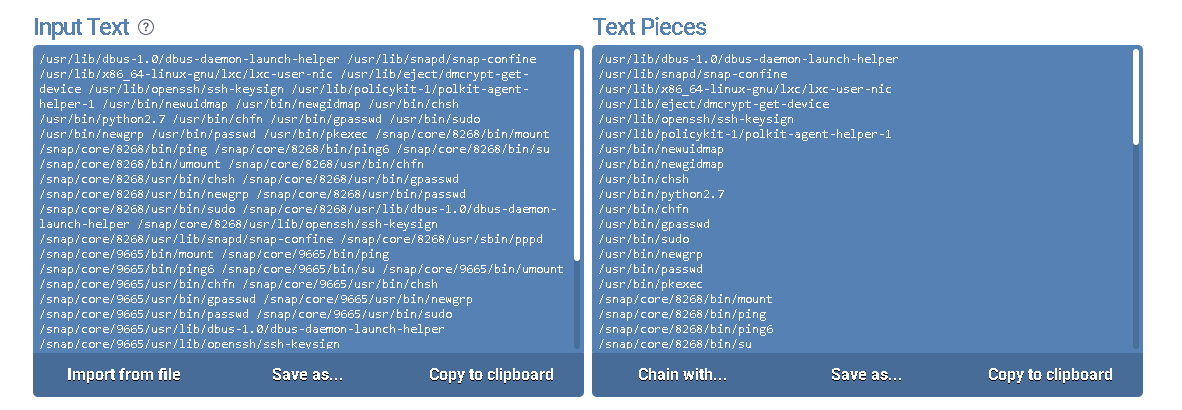 Input Text ?
/usr/lib/dbus-1.0/dbus-daemon-launch-helper /usr/lib/snapd/snap-confine
/usr/lib/x86_64-linux-gnu/lxc/lxc-user-nic /usr/lib/eject/dmcrypt-get-
device /usr/lib/openssh/ssh-keysign /usr/lib/policykit-1/polkit-agent-
helper-1 /usr/bin/newuidmap /usr/bin/newgidmap /usr/bin/chsh
/usr/bin/python2.7 /usr/bin/chfn /usr/bin/gpasswd /usr/bin/sudo
/usr/bin/newgrp /usr/bin/passwd /usr/bin/pkexec /snap/core/8268/bin/mount
/snap/core/8268/bin/ping /snap/core/8268/bin/ping6 /snap/core/8268/bin/su
/snap/core/8268/bin/umount /snap/core/8268/usr/bin/chfn
/snap/core/8268/usr/bin/chsh /snap/core/8268/usr/bin/gpasswd
/snap/core/8268/usr/bin/newgrp /snap/core/8268/usr/bin/passwd
/snap/core/8268/usr/bin/sudo /snap/core/8268/usr/lib/dbus-1.0/dbus-daemon-
launch-helper /snap/core/8268/usr/lib/openssh/ssh-keysign
/snap/core/8268/usr/lib/snapd/snap-confine /snap/core/8268/usr/sbin/pppd
/snap/core/9665/bin/mount /snap/core/9665/bin/ping
/snap/core/9665/bin/ping6 /snap/core/9665/bin/su /snap/core/9665/bin/umount
/snap/core/9665/usr/bin/chfn /snap/core/9665/usr/bin/chsh
/snap/core/9665/usr/bin/gpasswd /snap/core/9665/usr/bin/newgrp
/snap/core/9665/usr/bin/passwd /snap/core/9665/usr/bin/sudo
/snap/core/9665/usr/lib/dbus-1.0/dbus-daemon-launch-helper
/snap/core/9665/usr/lib/openssh/ssh-keysign
Import from file Save as... Copy to clipboard
Text Pieces
/usr/lib/dbus-1.0/dbus-daemon-launch-helper
/usr/lib/snapd/snap-confine
/usr/lib/x86_64-linux-gnu/lxc/lxc-user-nic
/usr/lib/eject/dmcrypt-get-device
/usr/lib/openssh/ssh-keysign
/usr/lib/policykit-1/polkit-agent-helper-1
/usr/bin/newuidmap
/usr/bin/newgidmap
/usr/bin/chsh
/usr/bin/python2.7
/usr/bin/chfn
/usr/bin/gpasswd
/usr/bin/sudo
/usr/bin/newgrp
/usr/bin/passwd
/usr/bin/pkexec
/snap/core/8268/bin/mount
/snap/core/8268/bin/ping
/snap/core/8268/bin/ping6
/snap/core/8268/bin/su
Chain with... Save as... Copy to clipboard